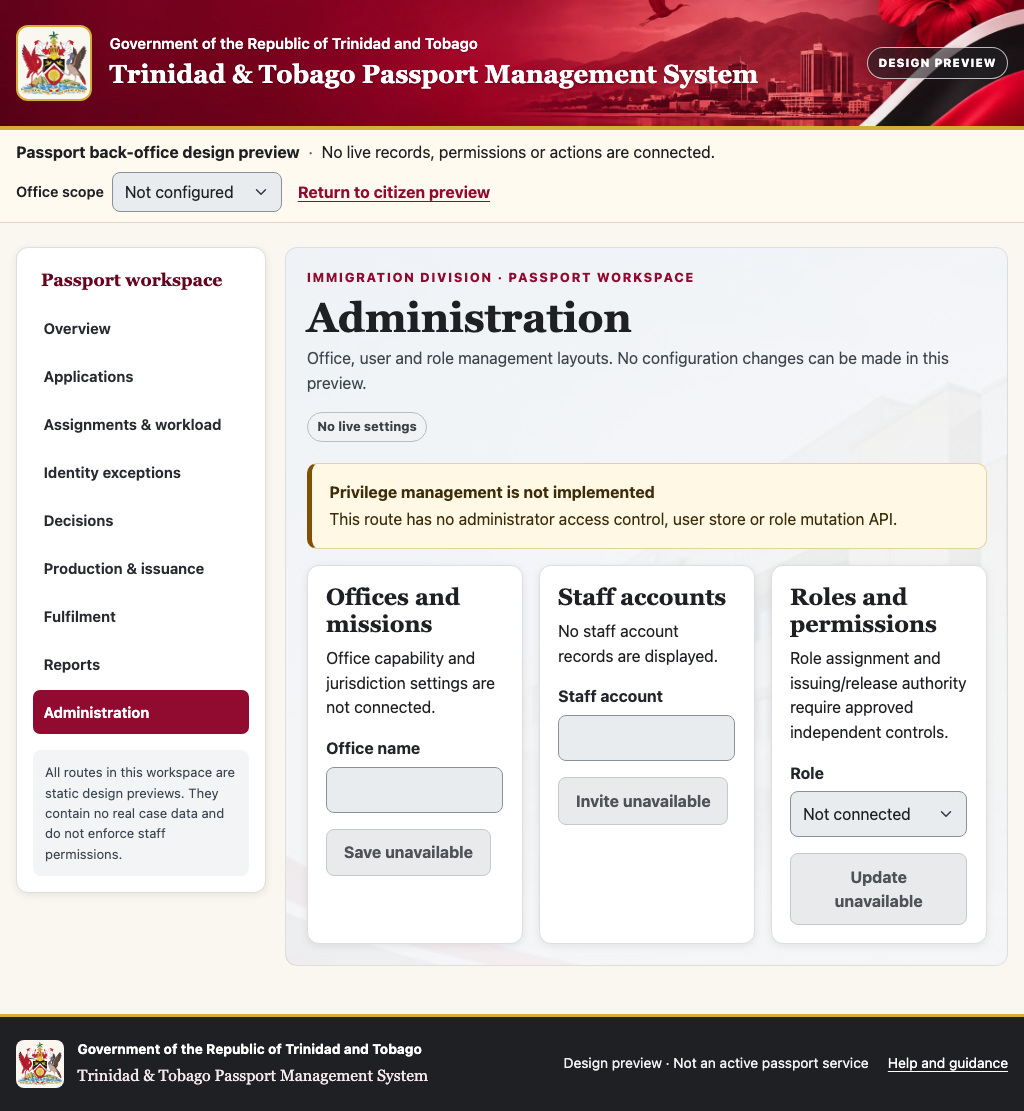 Government of the Republic of Trinidad and Tobago
Trinidad & Tobago Passport Management System
DESIGN PREVIEW
Passport back-office design preview · No live records, permissions or actions are connected.
Office scope
Not configured
Return to citizen preview
Passport workspace
Overview
Applications
Assignments & workload
Identity exceptions
Decisions
Production & issuance
Fulfilment
Reports
Administration
All routes in this workspace are
static design previews. They
contain no real case data and
do not enforce staff
permissions.
IMMIGRATION DIVISION · PASSPORT WORKSPACE
Administration
Office, user and role management layouts. No configuration changes can be made in this
preview.
No live settings
Privilege management is not implemented
This route has no administrator access control, user store or role mutation API.
Offices and
missions
Office capability and
jurisdiction settings are
not connected.
Office name
Save unavailable
Staff accounts
No staff account
records are displayed.
Staff account
Invite unavailable
Roles and
permissions
Role assignment and
issuing/release authority
require approved
independent controls.
Role
Not connected
Update
unavailable
Government of the Republic of Trinidad and Tobago
Trinidad & Tobago Passport Management System
Design preview · Not an active passport service
Help and guidance